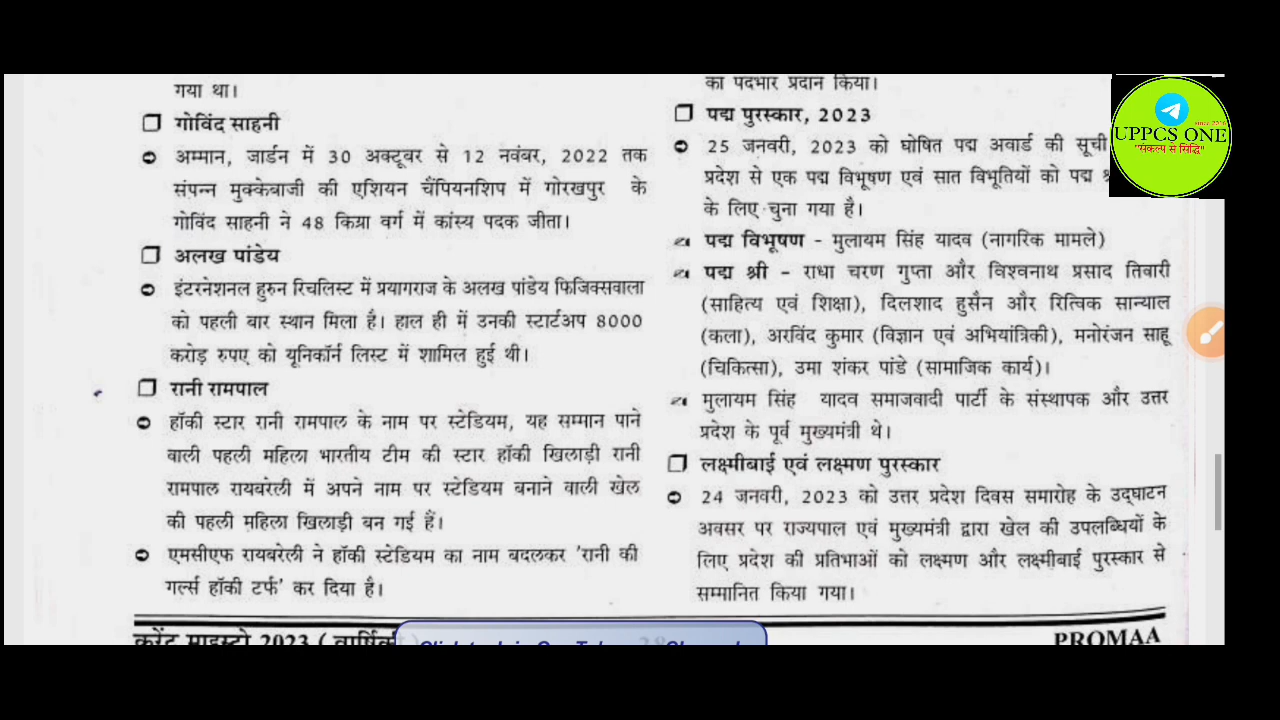 गया था।
❒ गोविंद साहनी
अम्मान, जार्डन में 30 अक्टूबर से 12 नवंबर, 2022 तक
संपन्न मुक्केबाजी की एशियन चैंपियनशिप में गोरखपुर के
गोविंद साहनी ने 48 किग्रा वर्ग में कांस्य पदक जीता।
❒ अलख पांडेय
इंटरनेशनल हुरुन रिचलिस्ट में प्रयागराज के अलख पांडेय फिजिक्सवाला
को पहली बार स्थान मिला है। हाल ही में उनकी स्टार्टअप 8000
करोड़ रुपए को यूनिकॉर्न लिस्ट में शामिल हुई थी।
❒ रानी रामपाल
हॉकी स्टार रानी रामपाल के नाम पर स्टेडियम, यह सम्मान पाने
वाली पहली महिला भारतीय टीम की स्टार हॉकी खिलाड़ी रानी
रामपाल रायबरेली में अपने नाम पर स्टेडियम बनाने वाली खेल
की पहली महिला खिलाड़ी बन गई हैं।
एमसीएफ रायबरेली ने हॉकी स्टेडियम का नाम बदलकर 'रानी की
गर्ल्स हॉकी टर्फ' कर दिया है।
का पदभार प्रदान किया।
❒ पद्म पुरस्कार, 2023
25 जनवरी, 2023 को घोषित पद्म अवार्ड की सूची
प्रदेश से एक पद्म विभूषण एवं सात विभूतियों को पद्म
के लिए चुना गया है।
पद्म विभूषण - मुलायम सिंह यादव (नागरिक मामले)
पद्म श्री - राधा चरण गुप्ता और विश्वनाथ प्रसाद तिवारी
(साहित्य एवं शिक्षा), दिलशाद हुसैन और रित्विक सान्याल
(कला), अरविंद कुमार (विज्ञान एवं अभियांत्रिकी), मनोरंजन साहू
(चिकित्सा), उमा शंकर पांडे (सामाजिक कार्य)।
मुलायम सिंह यादव समाजवादी पार्टी के संस्थापक और उत्तर
प्रदेश के पूर्व मुख्यमंत्री थे।
❒ लक्ष्मीबाई एवं लक्ष्मण पुरस्कार
24 जनवरी, 2023 को उत्तर प्रदेश दिवस समारोह के उद्घाटन
अवसर पर राज्यपाल एवं मुख्यमंत्री द्वारा खेल की उपलब्धियों के
लिए प्रदेश की प्रतिभाओं को लक्ष्मण और लक्ष्मीबाई पुरस्कार से
सम्मानित किया गया।
करेंट माइस्ट्रो 2023 (वार्षिकी)
PROMAA
UPPCS ONE
"संकल्प से सिद्धि"